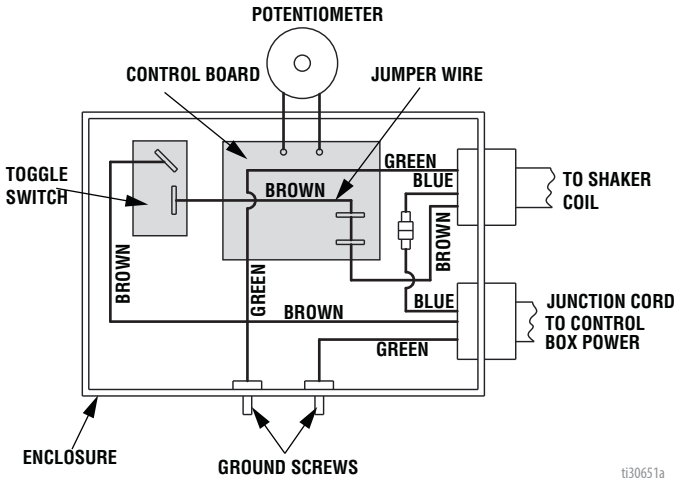 POTENTIOMETER
CONTROL BOARD
JUMPER WIRE
GREEN
BLUE
TOGGLE
SWITCH
BROWN
TO SHAKER
COIL
BROWN
BROWN
GREEN
BLUE
BROWN
GREEN
JUNCTION CORD
TO CONTROL
BOX POWER
ENCLOSURE
GROUND SCREWS
ti30651a